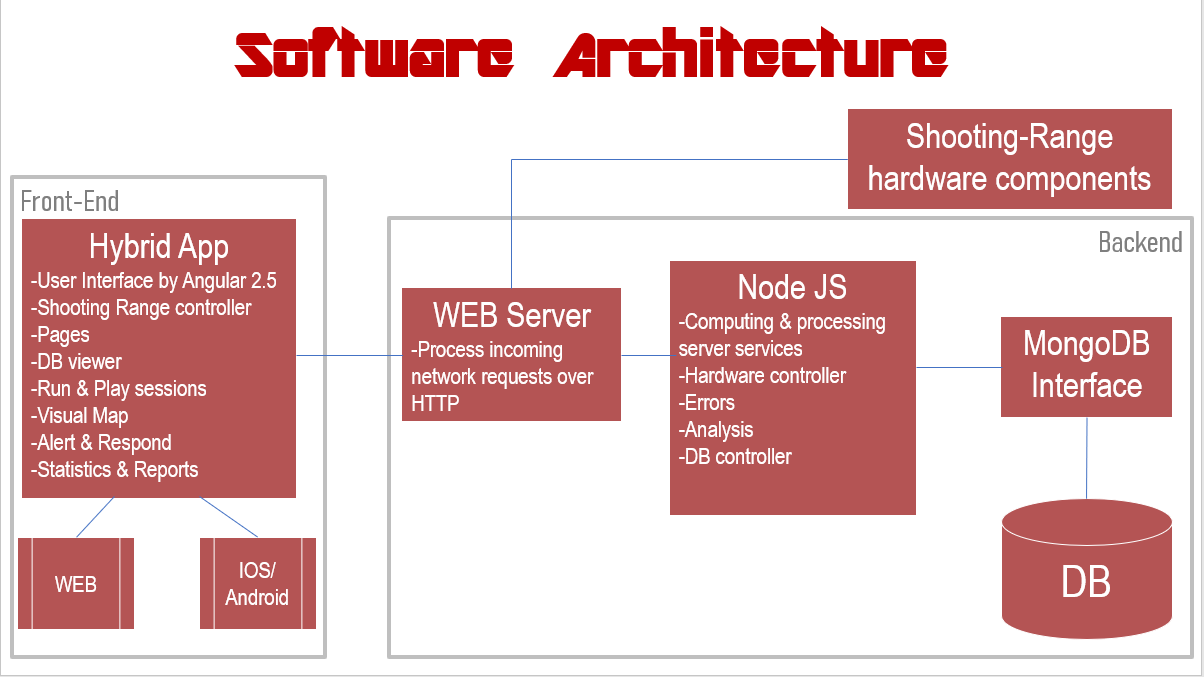 Software Architecture
Shooting-Range
hardware components
Front-End
Hybrid App
-User Interface by Angular 2.5
-Shooting Range controller
-Pages
-DB viewer
-Run & Play sessions
-Visual Map
-Alert & Respond
-Statistics & Reports
WEB
IOS/
Android
Backend
WEB Server
-Process incoming
network requests over
HTTP
Node JS
-Computing & processing
server services
-Hardware controller
-Errors
-Analysis
-DB controller
MongoDB
Interface
DB